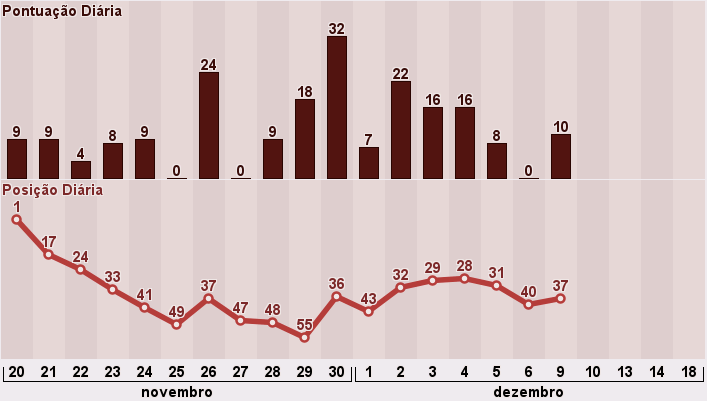 Pontuação Diária
9 9 4 8 9 0 24 0 9 18 32 7 22 16 16 8 0 10
Posição Diária
1 17 24 33 41 49 37 47 48 55 36 43 32 29 28 31 40 37
20 21 22 23 24 25 26 27 28 29 30 1 2 3 4 5 6 9 10 13 14 18
novembro dezembro